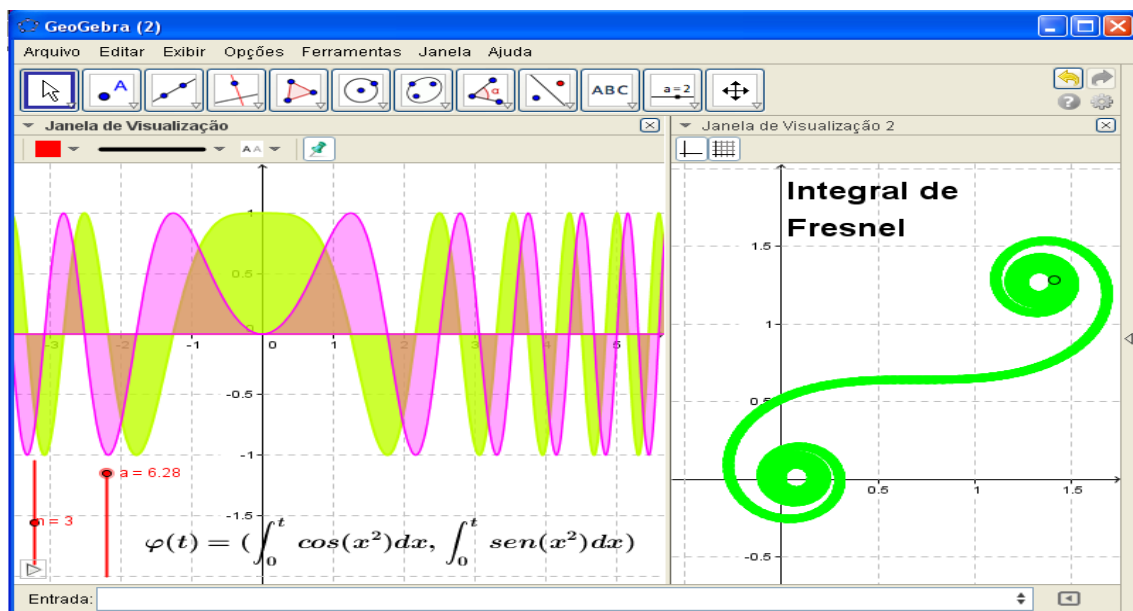 GeoGebra (2)
Arquivo Editar Exibir Opções Ferramentas Janela Ajuda
A α ABC a=2
Janela de Visualização
AA
1
0.5
0
-3 -2 -1 0 1 2 3 4 5
-0.5
-1
a = 6.28
n = 3
-1.5
φ(t) = (∫₀ᵗ cos(x²)dx, ∫₀ᵗ sen(x²)dx)
Janela de Visualização 2
Integral de
Fresnel
1.5
1
0.5
0
0.5 1 1.5
-0.5
Entrada: